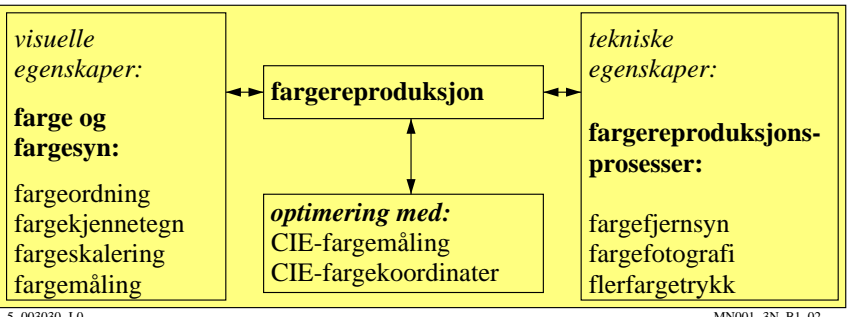 visuelle
egenskaper:
farge og
fargesyn:
fargeordning
fargekjennetegn
fargeskalering
fargemåling
fargereproduksjon
optimering med:
CIE-fargemåling
CIE-fargekoordinater
tekniske
egenskaper:
fargereproduksjons-
prosesser:
fargefjernsyn
fargefotografi
flerfargetrykk